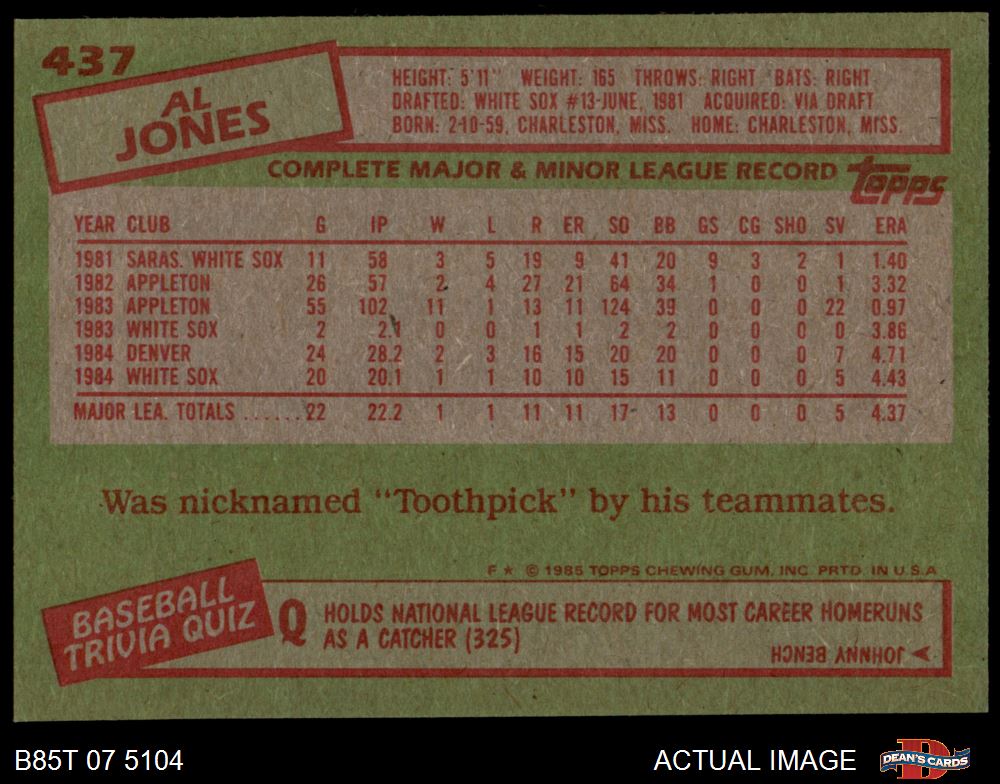 437
AL
JONES
HEIGHT: 5'11" WEIGHT: 165 THROWS: RIGHT BATS: RIGHT
DRAFTED: WHITE SOX #13-JUNE, 1981 ACQUIRED: VIA DRAFT
BORN: 2-10-59, CHARLESTON, MISS. HOME: CHARLESTON, MISS.
COMPLETE MAJOR & MINOR LEAGUE RECORD topps
YEAR CLUB G IP W L R ER SO BB GS CG SHO SV ERA
1981 SARAS. WHITE SOX 11 58 3 5 19 9 41 20 9 3 2 1 1.40
1982 APPLETON 26 57 2 4 27 21 64 34 1 0 0 1 3.32
1983 APPLETON 55 102 11 1 13 11 124 39 0 0 0 22 0.97
1983 WHITE SOX 2 2.1 0 0 1 1 2 2 0 0 0 0 3.86
1984 DENVER 24 28.2 2 3 16 15 20 20 0 0 0 7 4.71
1984 WHITE SOX 20 20.1 1 1 10 10 15 11 0 0 0 5 4.43
MAJOR LEA. TOTALS ...... 22 22.2 1 1 11 11 17 13 0 0 0 5 4.37
Was nicknamed "Toothpick" by his teammates.
F ★ © 1985 TOPPS CHEWING GUM, INC. PRTD. IN U.S.A.
BASEBALL
TRIVIA QUIZ
Q HOLDS NATIONAL LEAGUE RECORD FOR MOST CAREER HOMERUNS
AS A CATCHER (325)
JOHNNY BENCH
B85T 07 5104 ACTUAL IMAGE DEAN'S CARDS